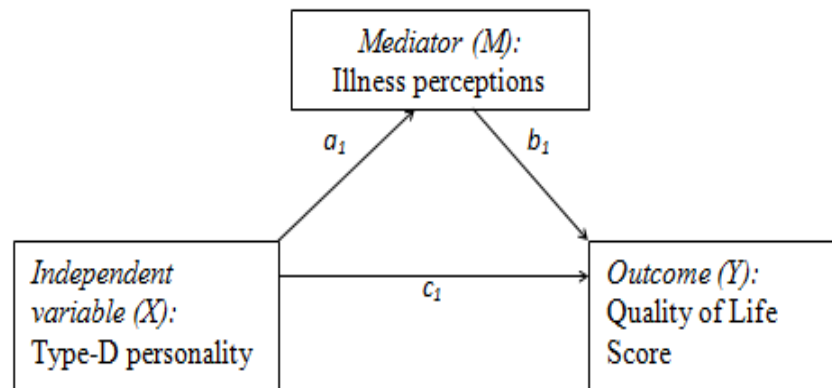 Mediator (M):
Illness perceptions
a1
b1
Independent
variable (X):
Type-D personality
c1
Outcome (Y):
Quality of Life
Score